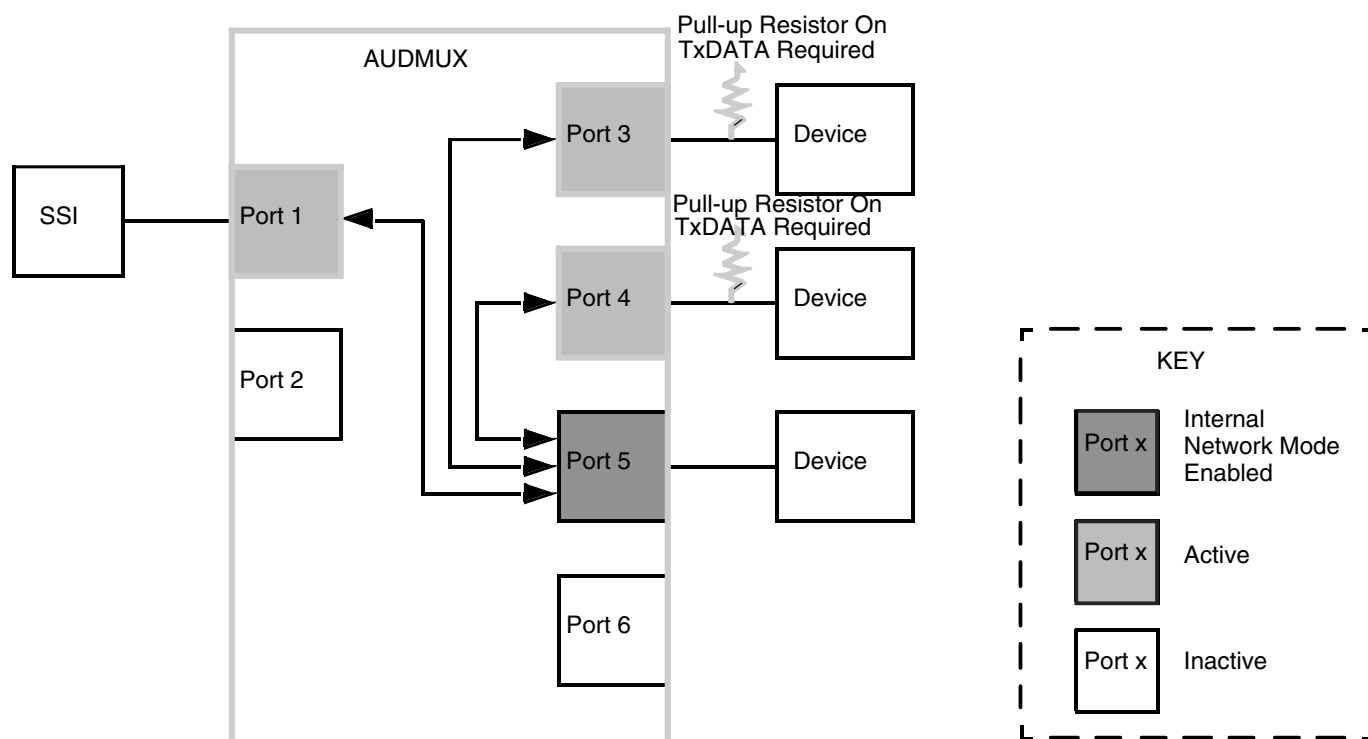 Pull-up Resistor On
TxDATA Required
AUDMUX
Port 3
Device
SSI
Port 1
Pull-up Resistor On
TxDATA Required
Port 4
Device
Port 2
Port 5
Device
Port 6
KEY
Port x
Internal
Network Mode
Enabled
Port x
Active
Port x
Inactive